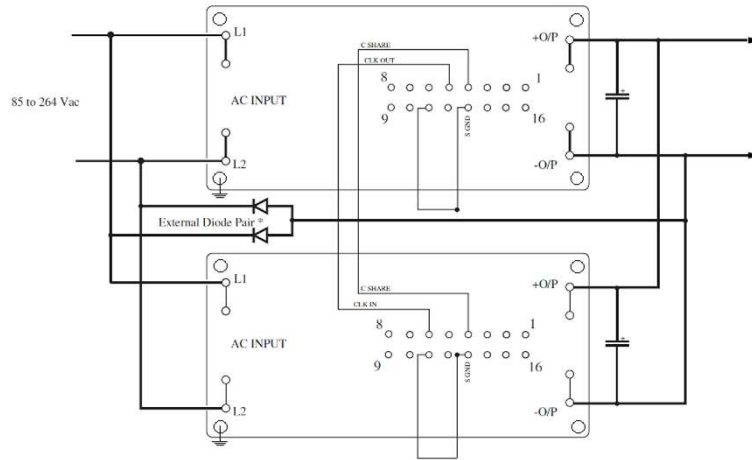 L1
+O/P
C SHARE
CLK OUT
8
1
85 to 264 Vac
AC INPUT
9
S GND
16
L2
-O/P
External Diode Pair *
L1
+O/P
C SHARE
CLK IN
8
1
AC INPUT
9
S GND
16
L2
-O/P
+
+